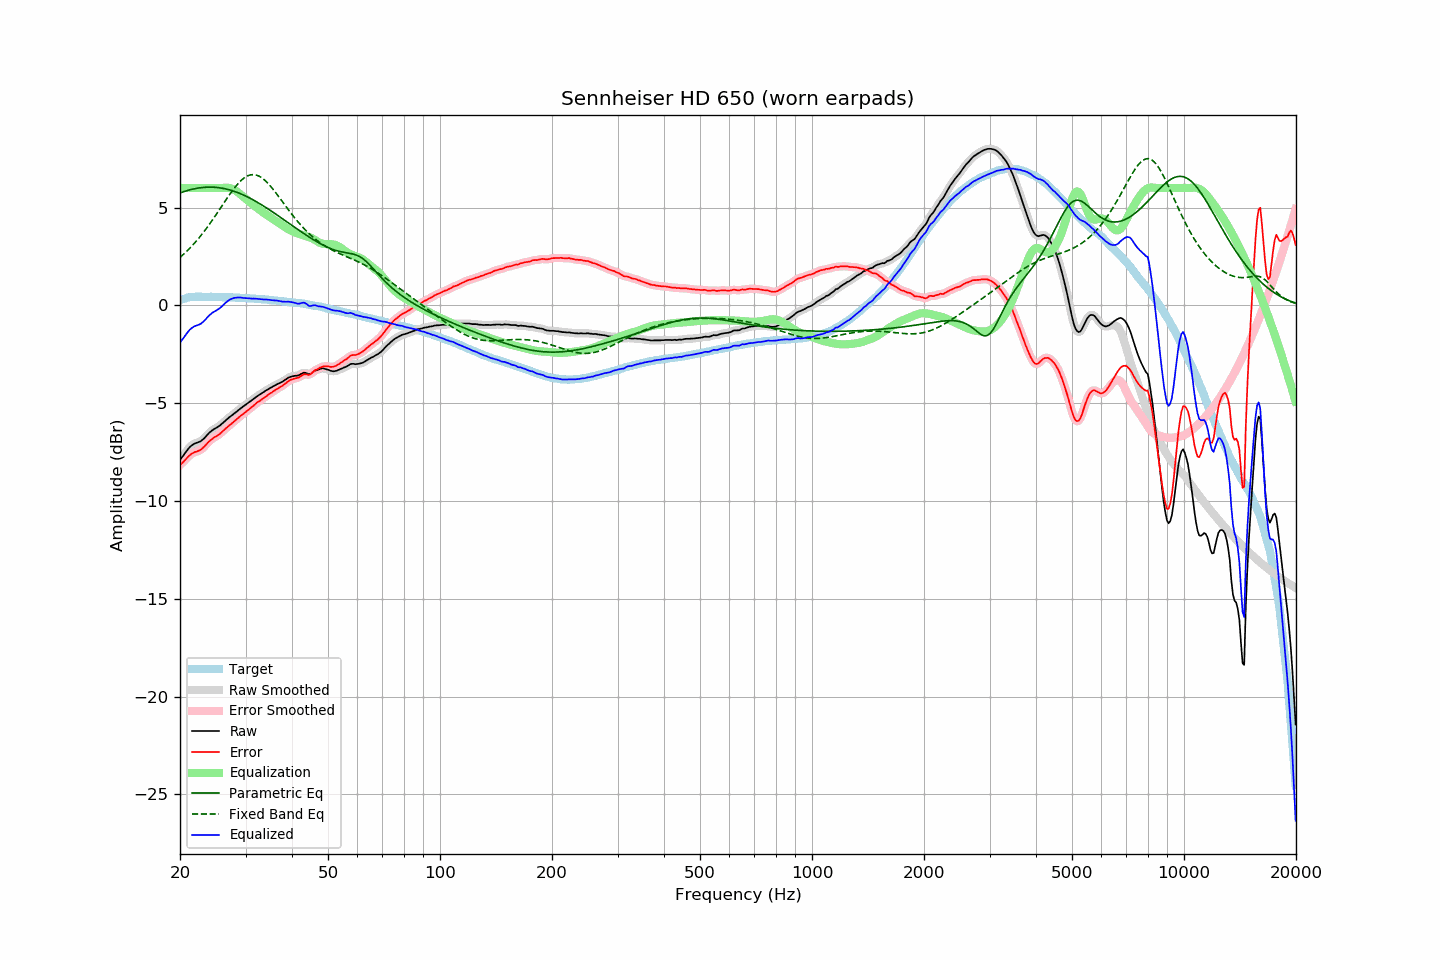 Sennheiser HD 650 (worn earpads)
Amplitude (dBr)
5
0
−5
−10
−15
−20
−25
Target
Raw Smoothed
Error Smoothed
Raw
Error
Equalization
Parametric Eq
Fixed Band Eq
Equalized
20 50 100 200 500 1000 2000 5000 10000 20000
Frequency (Hz)